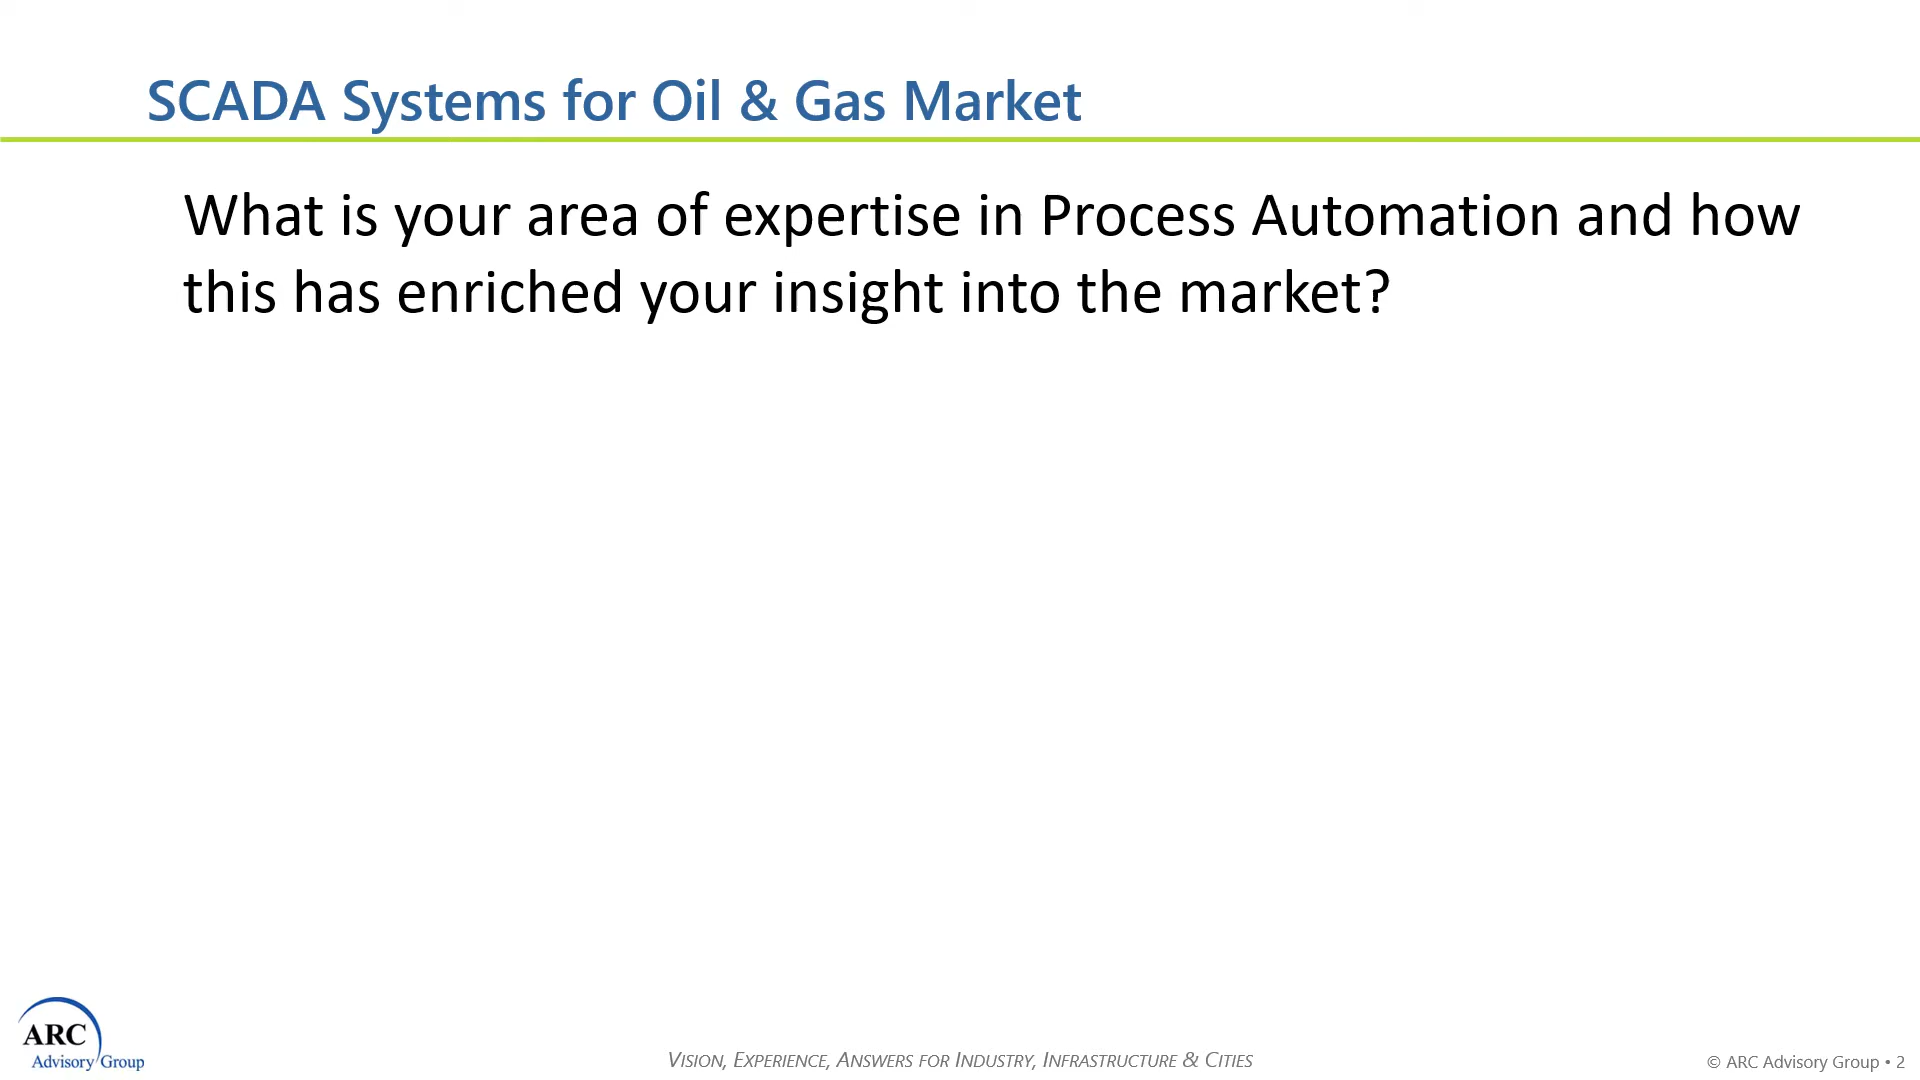 SCADA Systems for Oil & Gas Market
What is your area of expertise in Process Automation and how
this has enriched your insight into the market?
ARC
Advisory Group
VISION, EXPERIENCE, ANSWERS FOR INDUSTRY, INFRASTRUCTURE & CITIES
© ARC Advisory Group • 2